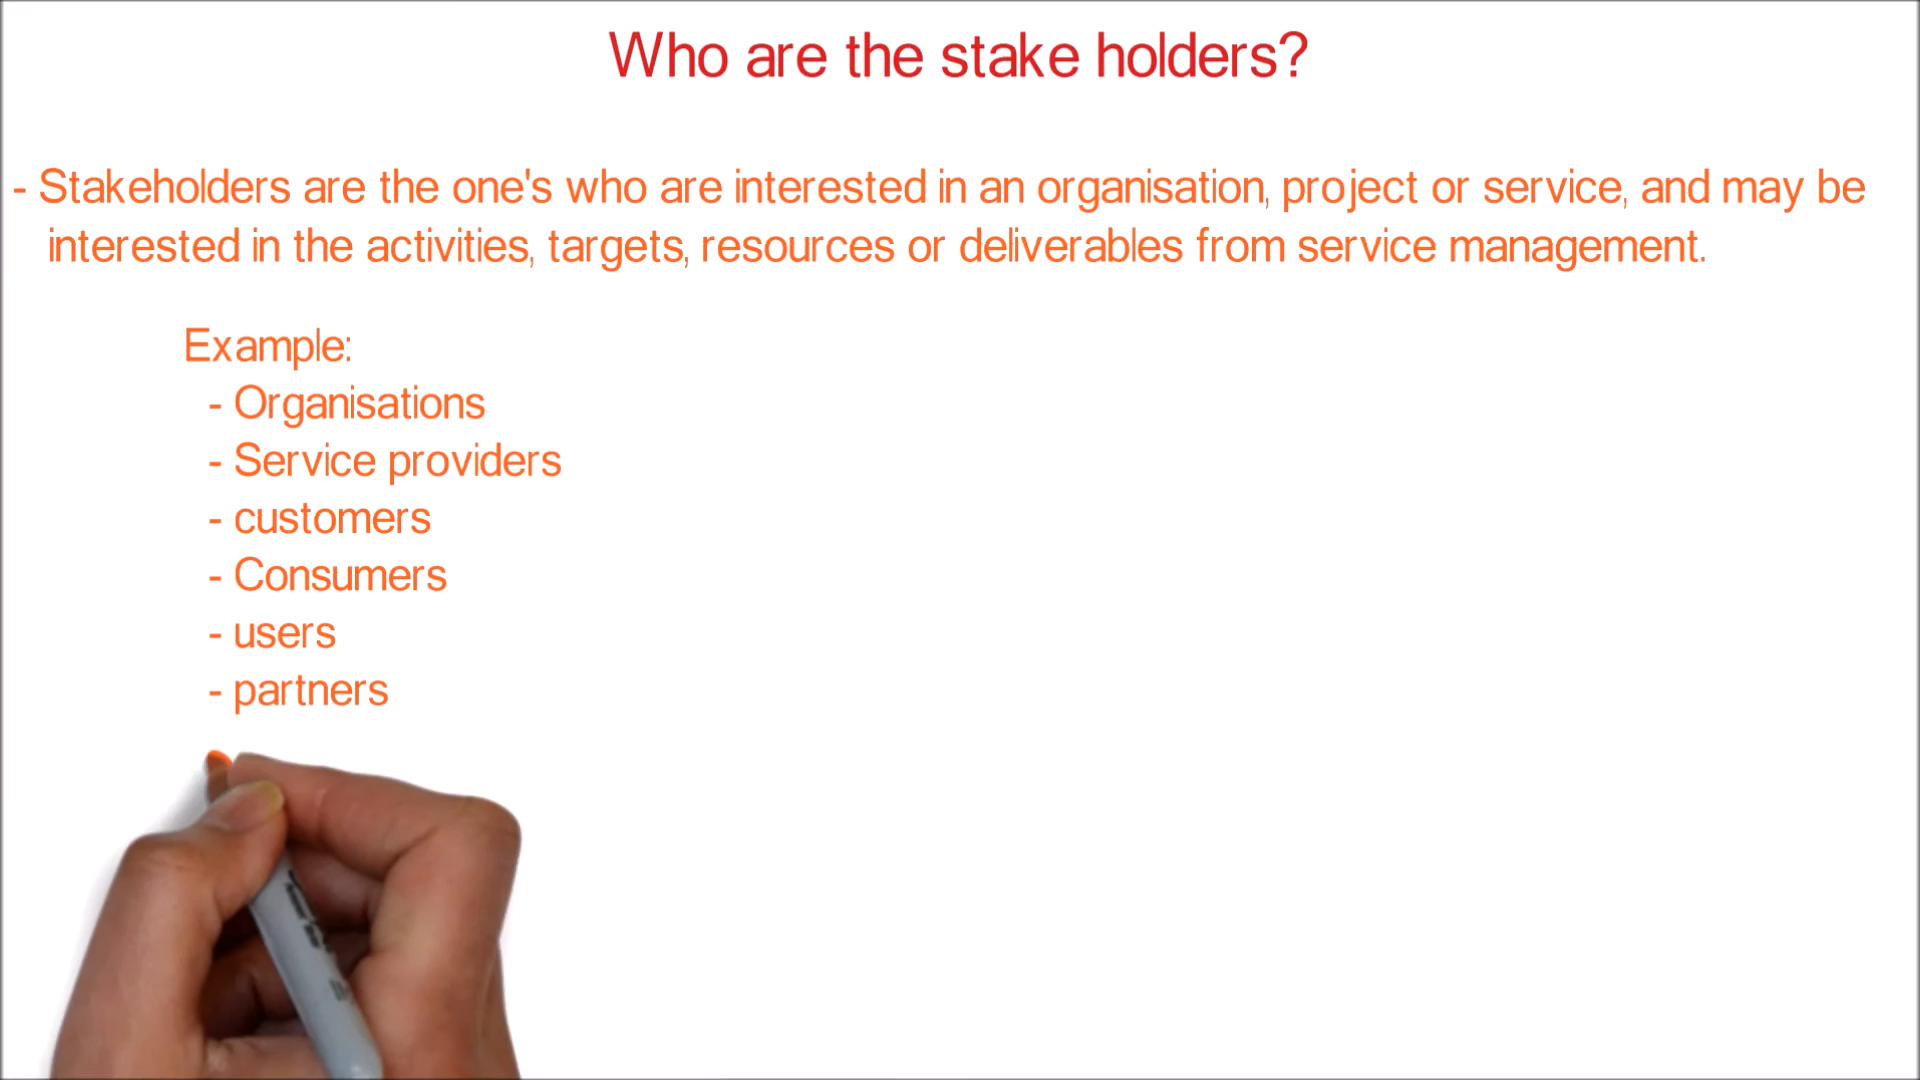 Who are the stake holders?
- Stakeholders are the one's who are interested in an organisation, project or service, and may be
interested in the activities, targets, resources or deliverables from service management.
Example:
- Organisations
- Service providers
- customers
- Consumers
- users
- partners